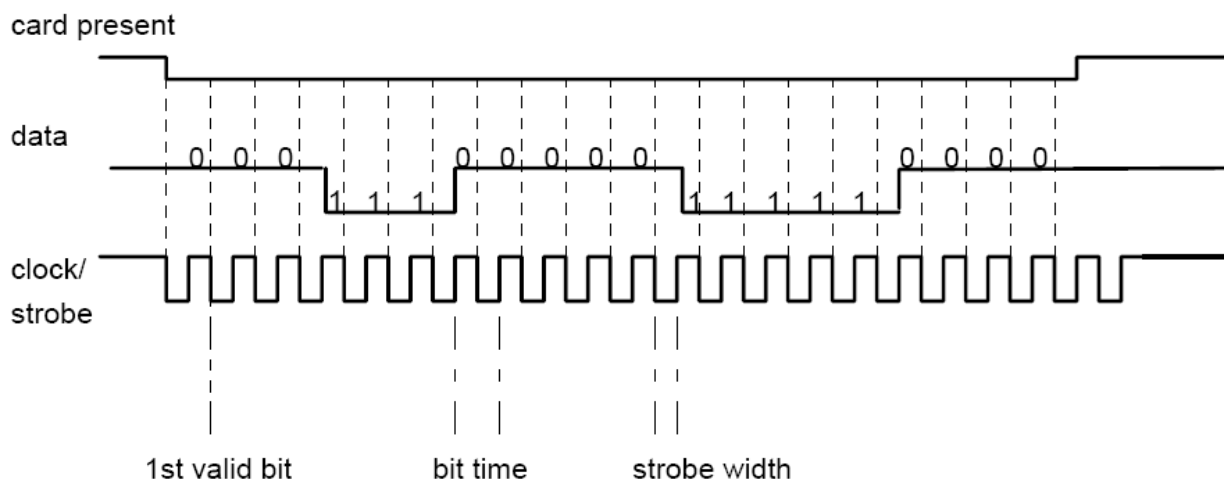 card present
data
0 0 0 1 1 1 0 0 0 0 0 1 1 1 1 1 0 0 0 0
clock/
strobe
1st valid bit bit time strobe width